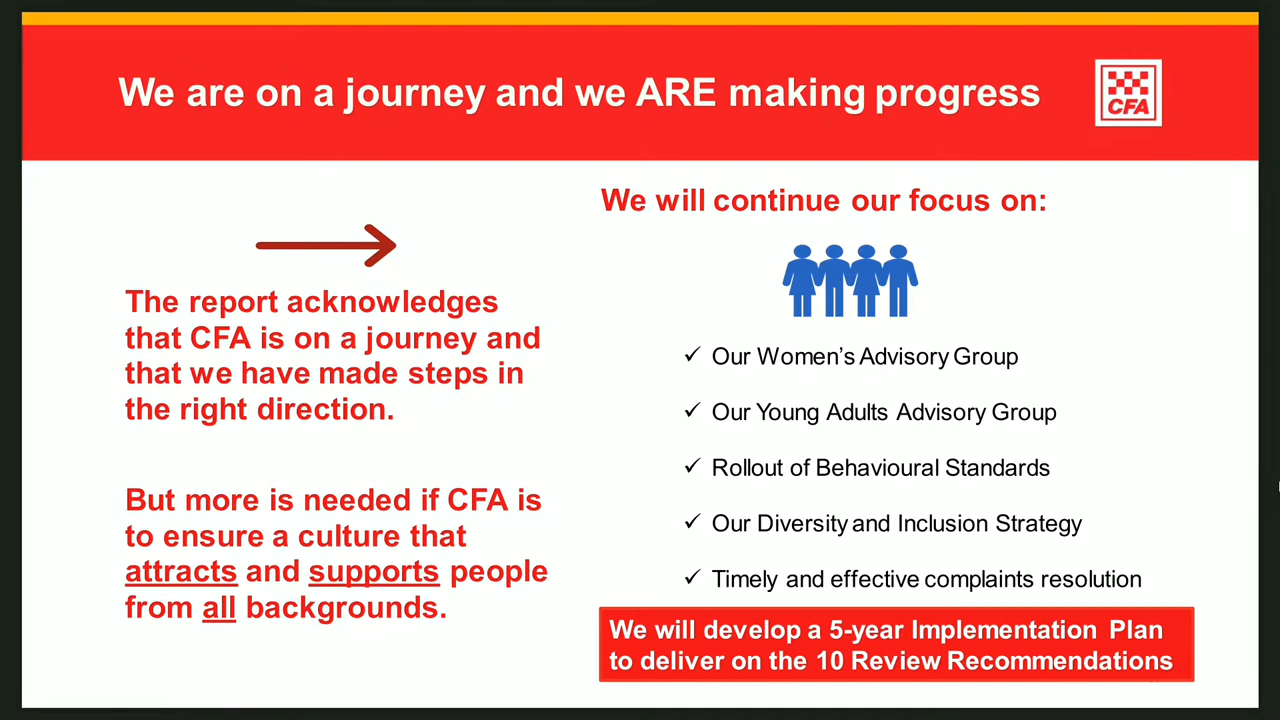 We are on a journey and we ARE making progress
CFA
The report acknowledges
that CFA is on a journey and
that we have made steps in
the right direction.
But more is needed if CFA is
to ensure a culture that
attracts and supports people
from all backgrounds.
We will continue our focus on:
✓ Our Women’s Advisory Group
✓ Our Young Adults Advisory Group
✓ Rollout of Behavioural Standards
✓ Our Diversity and Inclusion Strategy
✓ Timely and effective complaints resolution
We will develop a 5-year Implementation Plan
to deliver on the 10 Review Recommendations